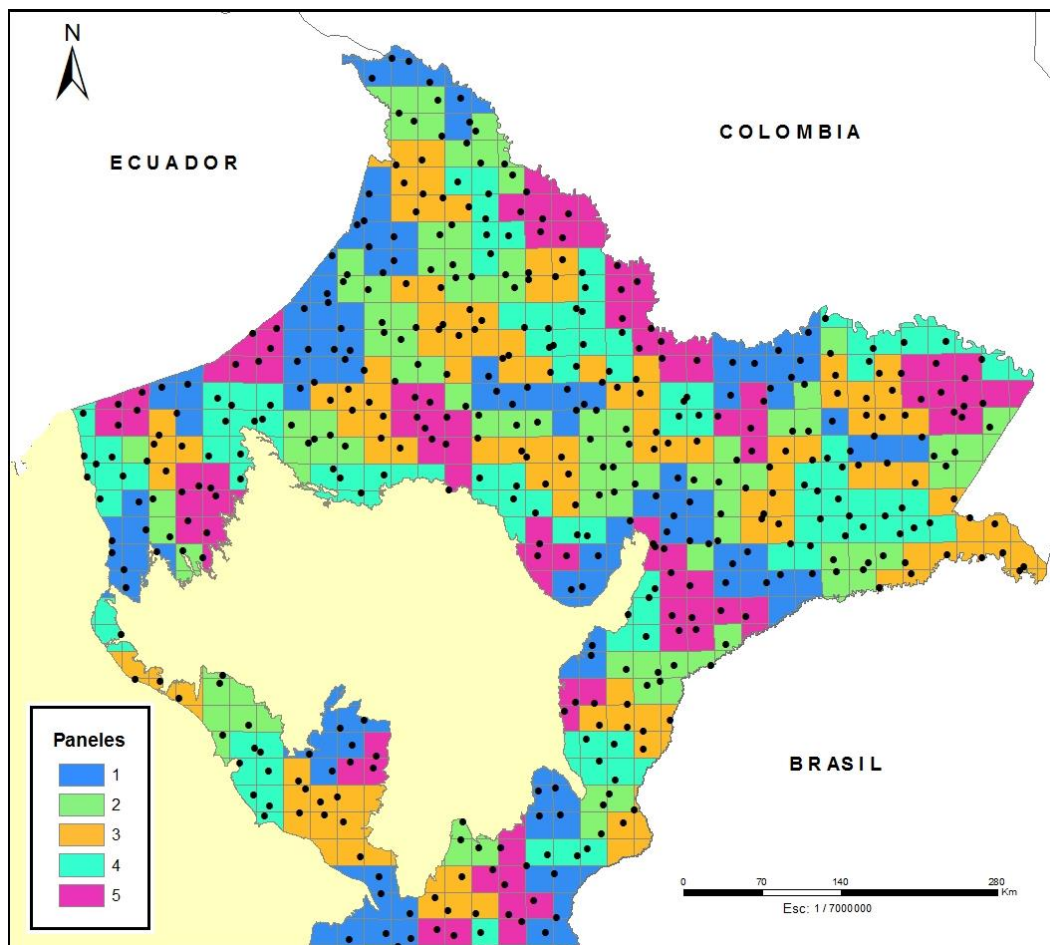 N
COLOMBIA
ECUADOR
BRASIL
Paneles
1
2
3
4
5
0 70 140 280
Km
Esc: 1 / 7000000